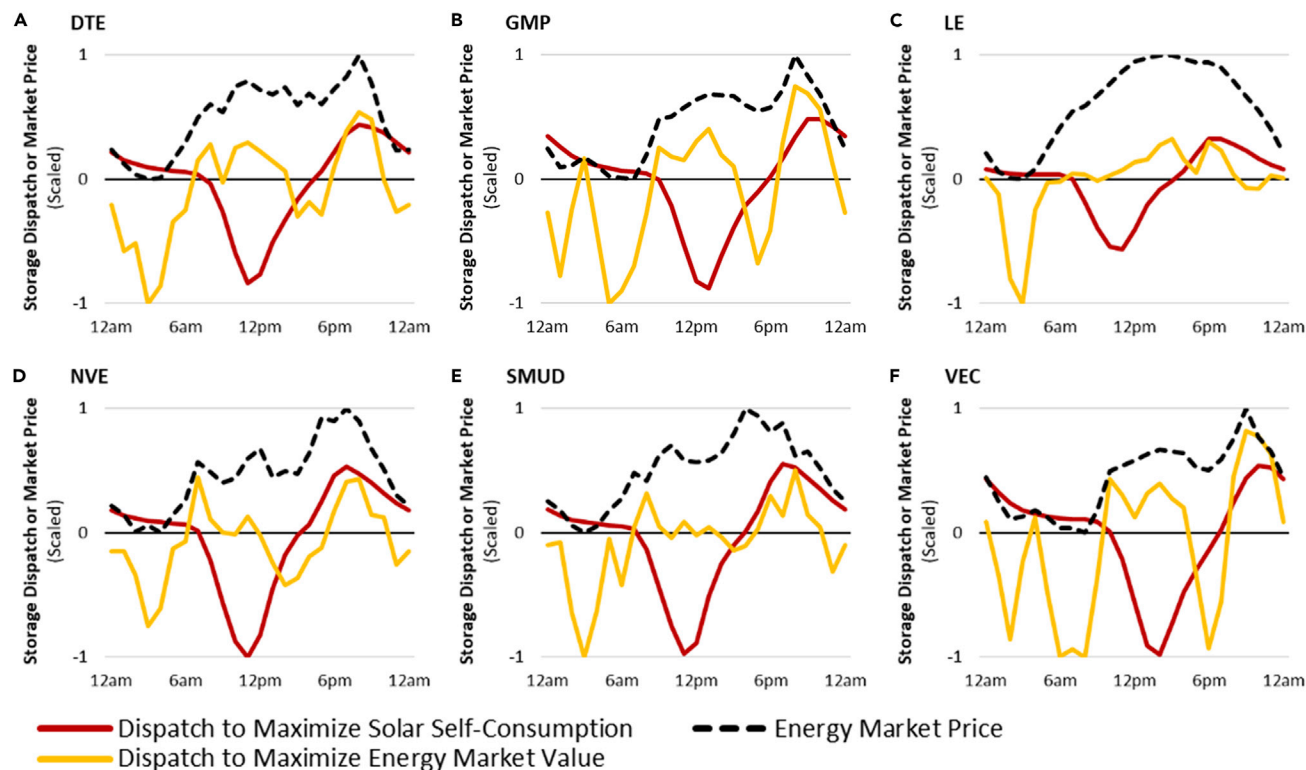 A DTE
B GMP
C LE
Storage Dispatch or Market Price
(Scaled)
1
0
-1
12am 6am 12pm 6pm 12am
Storage Dispatch or Market Price
(Scaled)
1
0
-1
12am 6am 12pm 6pm 12am
Storage Dispatch or Market Price
(Scaled)
1
0
-1
12am 6am 12pm 6pm 12am
D NVE
E SMUD
F VEC
Storage Dispatch or Market Price
(Scaled)
1
0
-1
12am 6am 12pm 6pm 12am
Storage Dispatch or Market Price
(Scaled)
1
0
-1
12am 6am 12pm 6pm 12am
Storage Dispatch or Market Price
(Scaled)
1
0
-1
12am 6am 12pm 6pm 12am
Dispatch to Maximize Solar Self-Consumption
Energy Market Price
Dispatch to Maximize Energy Market Value